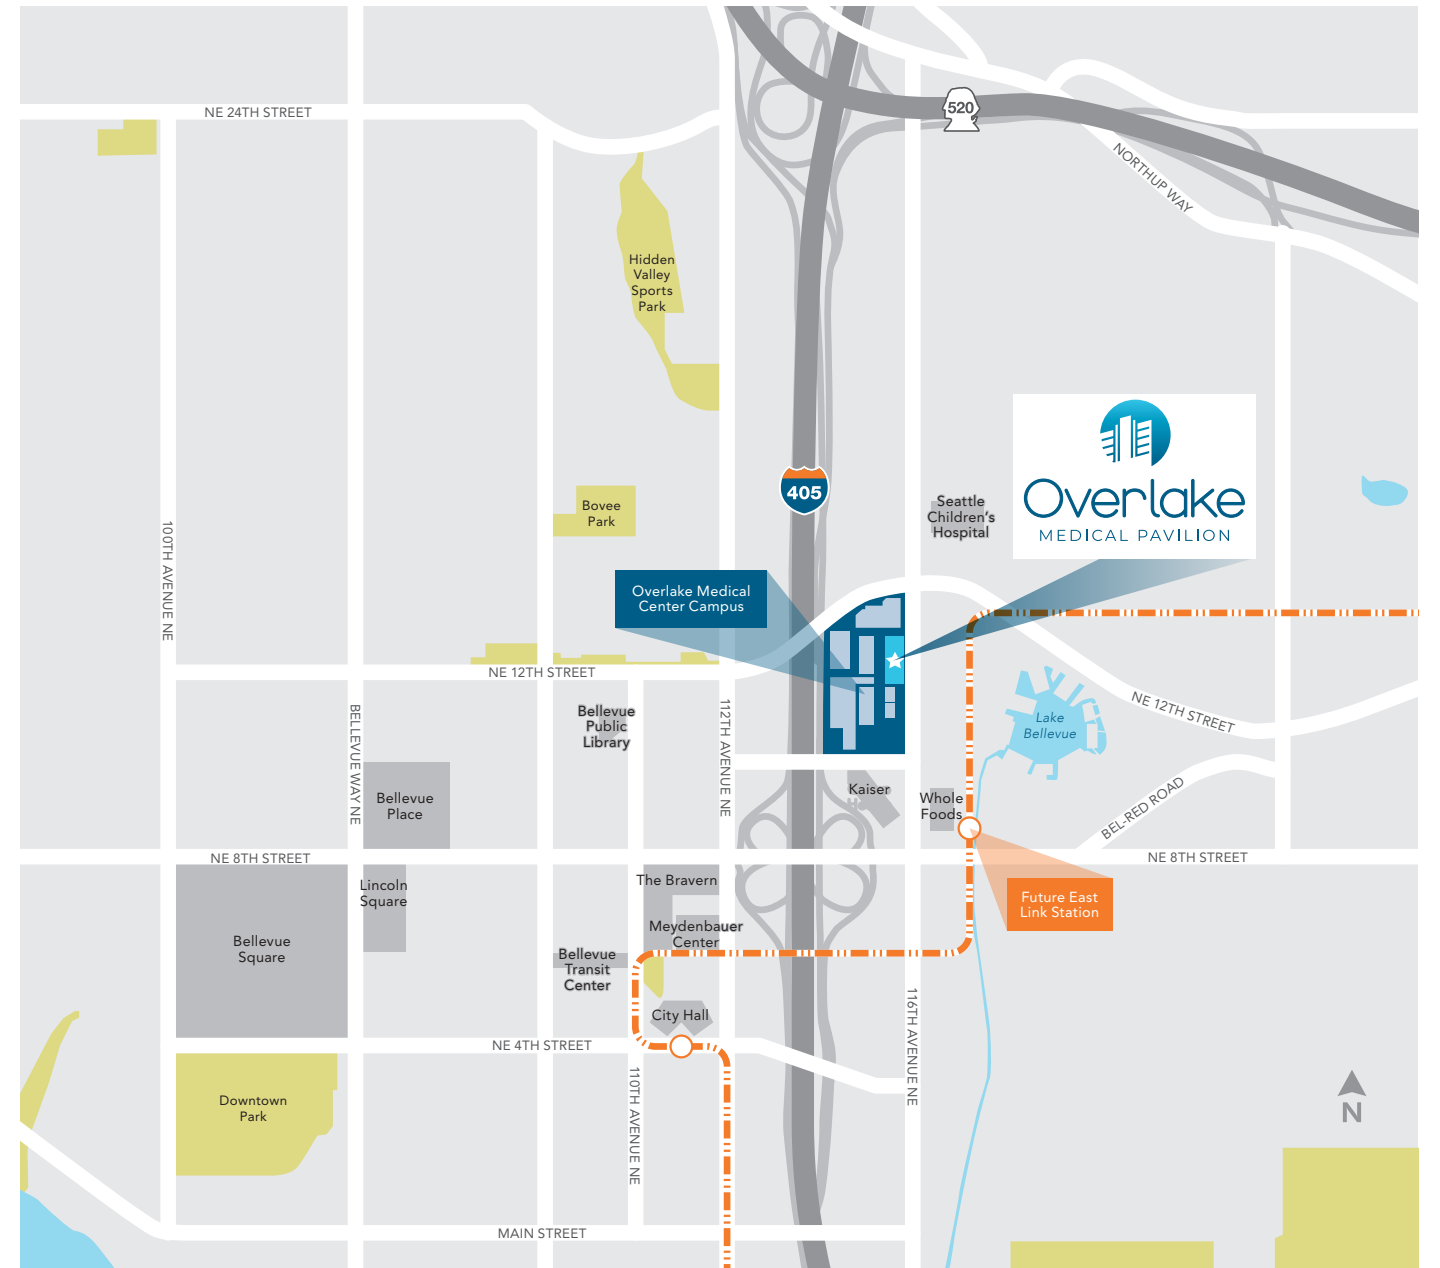 NE 24TH STREET
520
NORTHUP WAY
Hidden
Valley
Sports
Park
405
Overlake
MEDICAL PAVILION
Seattle
Children's
Hospital
Bovee
Park
100TH AVENUE NE
Overlake Medical
Center Campus
NE 12TH STREET
BELLEVUE WAY NE
Bellevue
Public
Library
112TH AVENUE NE
Lake
Bellevue
NE 12TH STREET
Bellevue
Place
Kaiser
Whole
Foods
BEL-RED ROAD
NE 8TH STREET
NE 8TH STREET
Lincoln
Square
The Bravern
Future East
Link Station
Bellevue
Square
Meydenbauer
Center
Bellevue
Transit
Center
City Hall
116TH AVENUE NE
NE 4TH STREET
110TH AVENUE NE
Downtown
Park
N
MAIN STREET